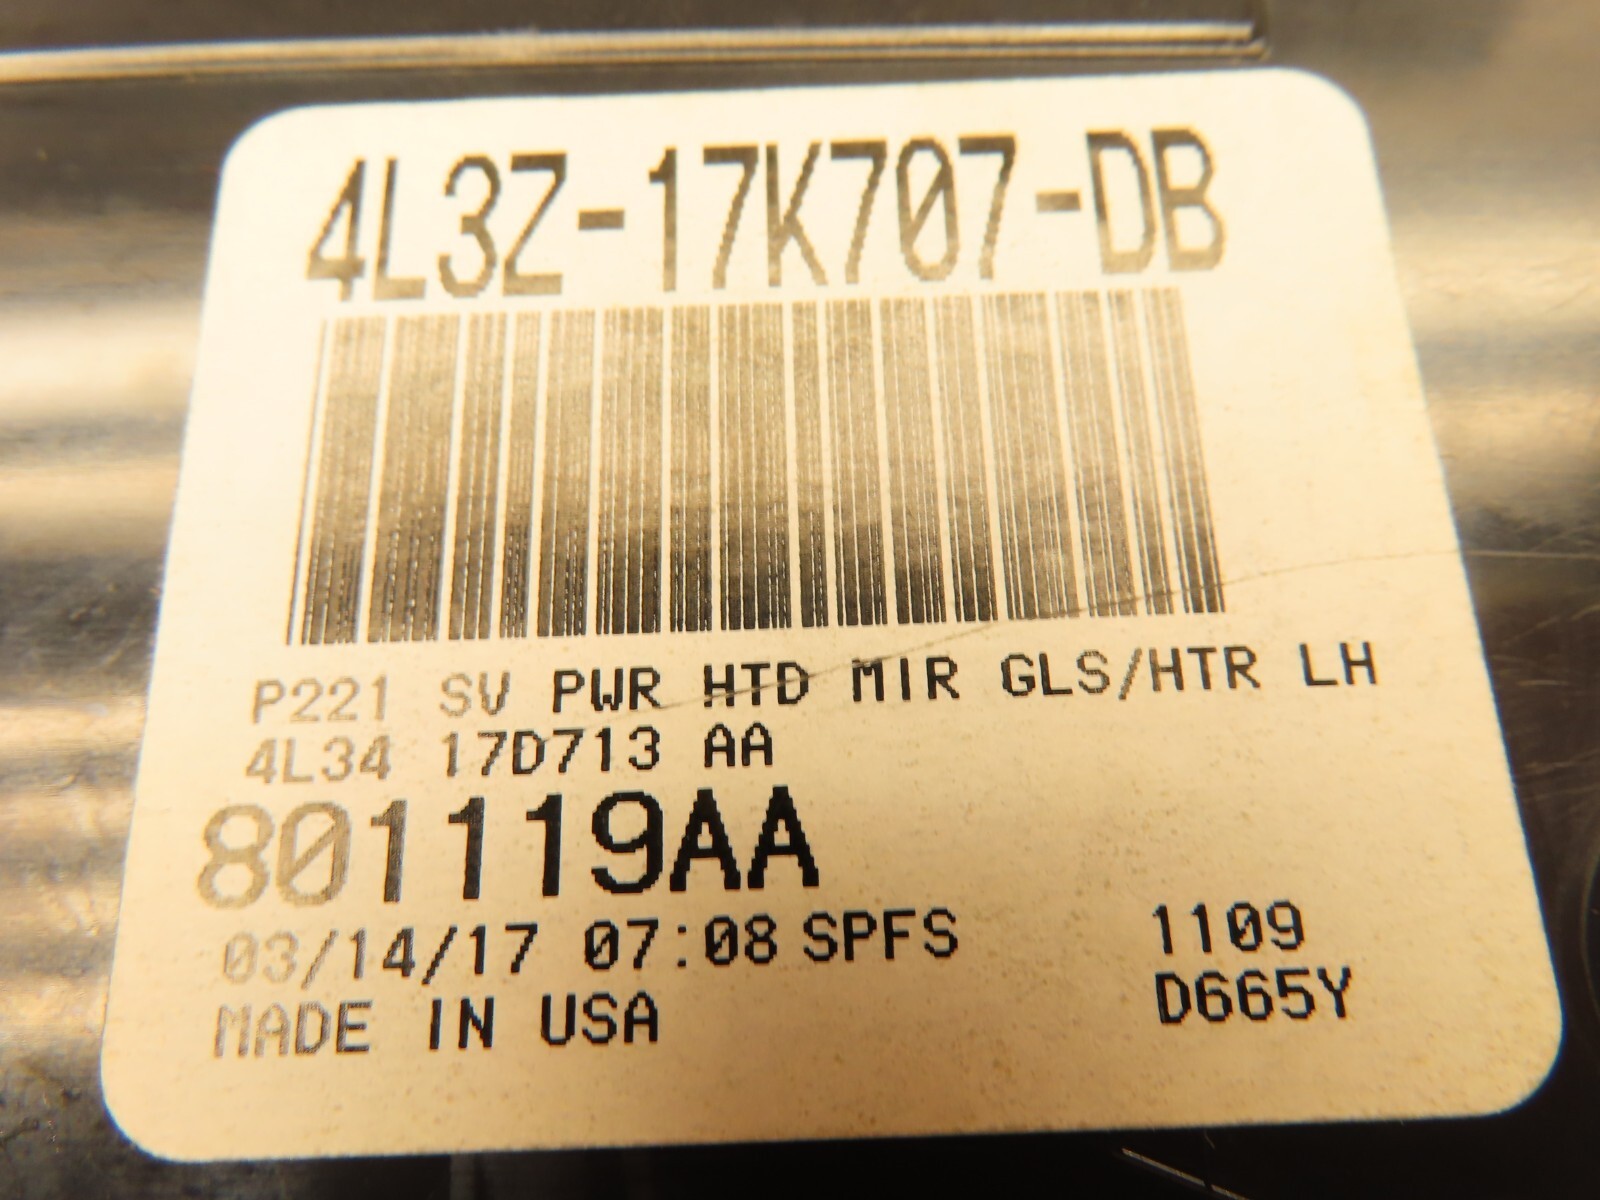 4L3Z-17K707-DB
P221 SV PWR HTD MIR GLS/HTR LH
4L34 17D713 AA
801119AA
03/14/17 07:08 SPFS 1109
MADE IN USA D665Y